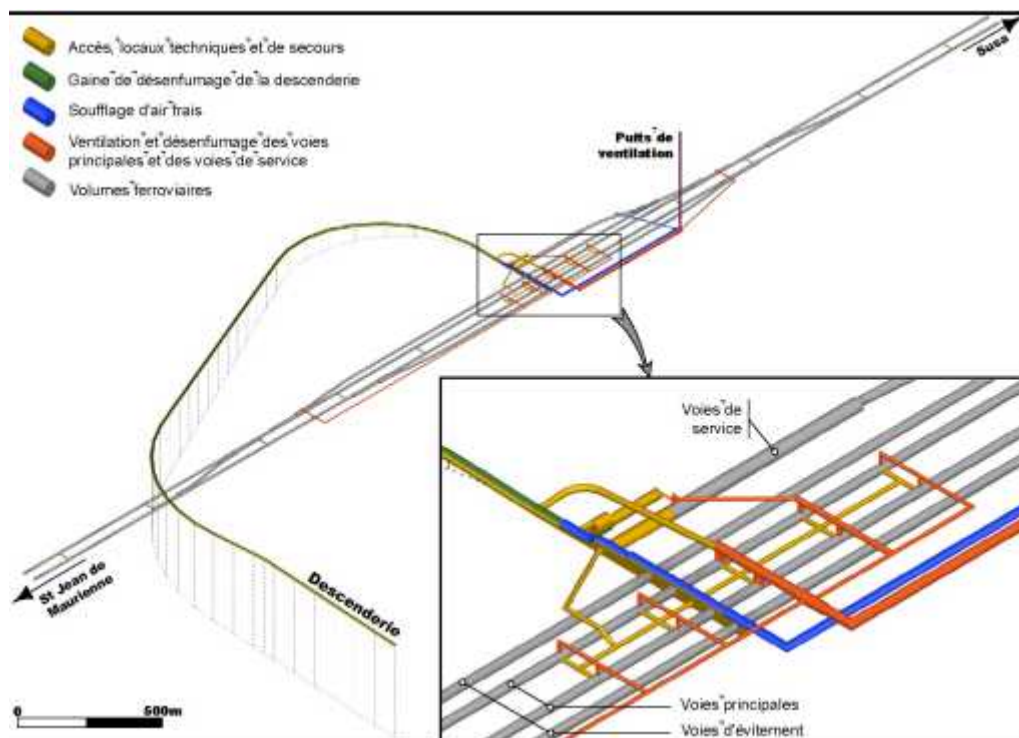 Accès, locaux techniques et de secours
Gaine de désenfumage de la descenderie
Soufflage d'air frais
Ventilation et désenfumage des voies
principales et des voies de service
Volumes ferroviaires
Susa
Puits de
ventilation
Voies de
service
St Jean de
Maurienne
Descenderie
0 500m
Voies principales
Voies d'évitement